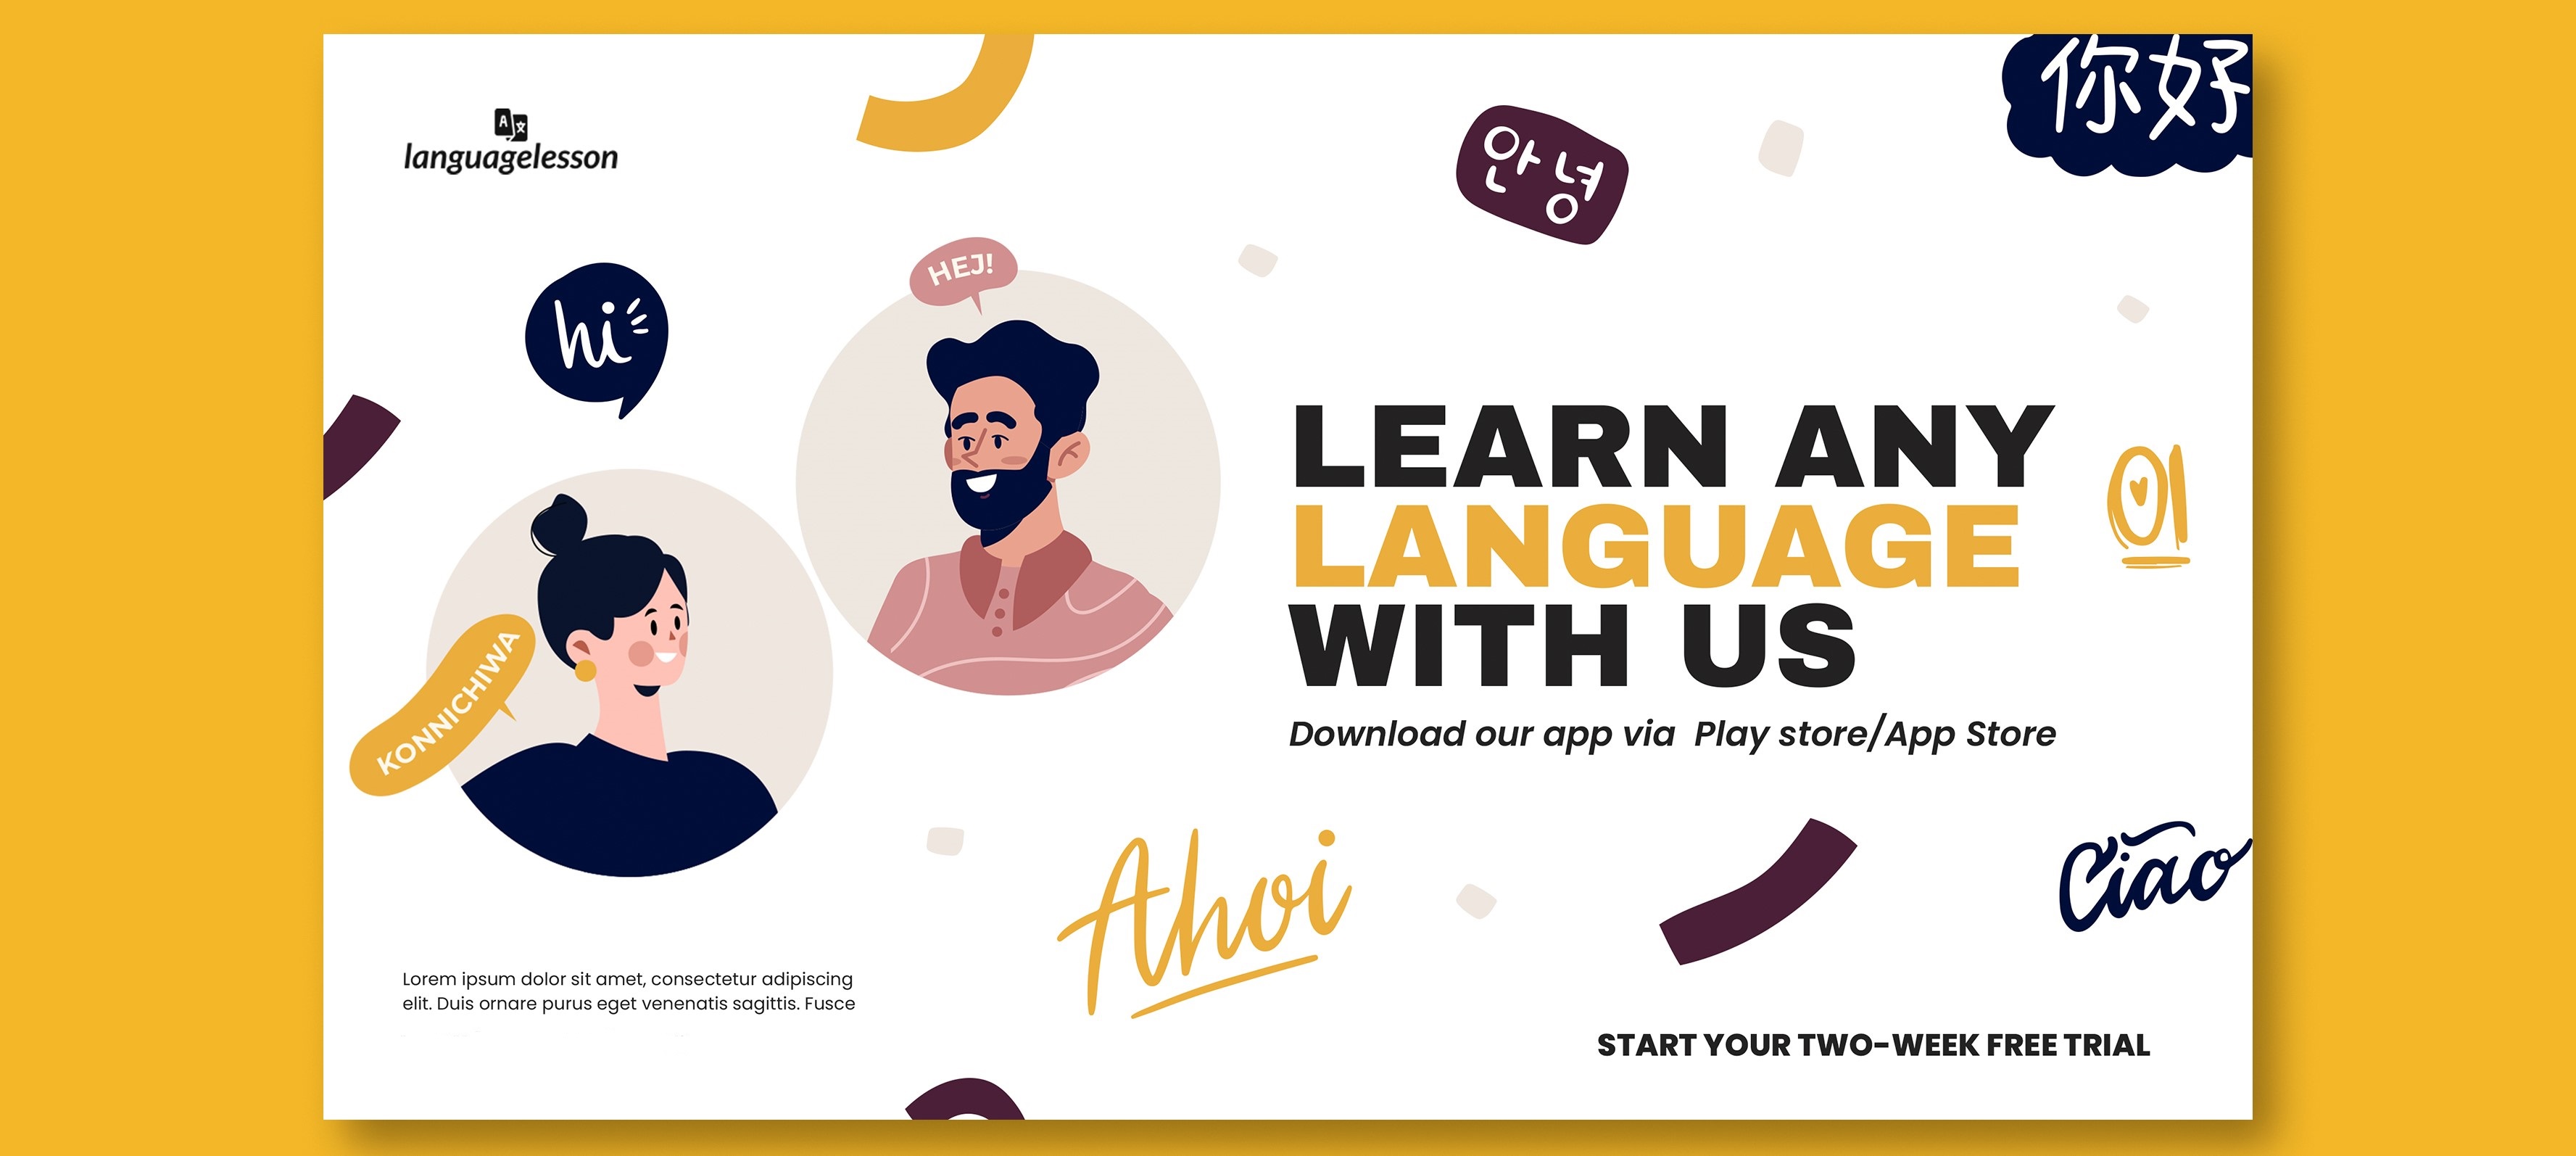 你好
languagelesson
안녕
HEJ!
hi
LEARN ANY
LANGUAGE
WITH US
Oi
KONNICHIWA
Download our app via Play store/App Store
Ahoi
Ciao
Lorem ipsum dolor sit amet, consectetur adipiscing
elit. Duis ornare purus eget venenatis sagittis. Fusce
START YOUR TWO-WEEK FREE TRIAL